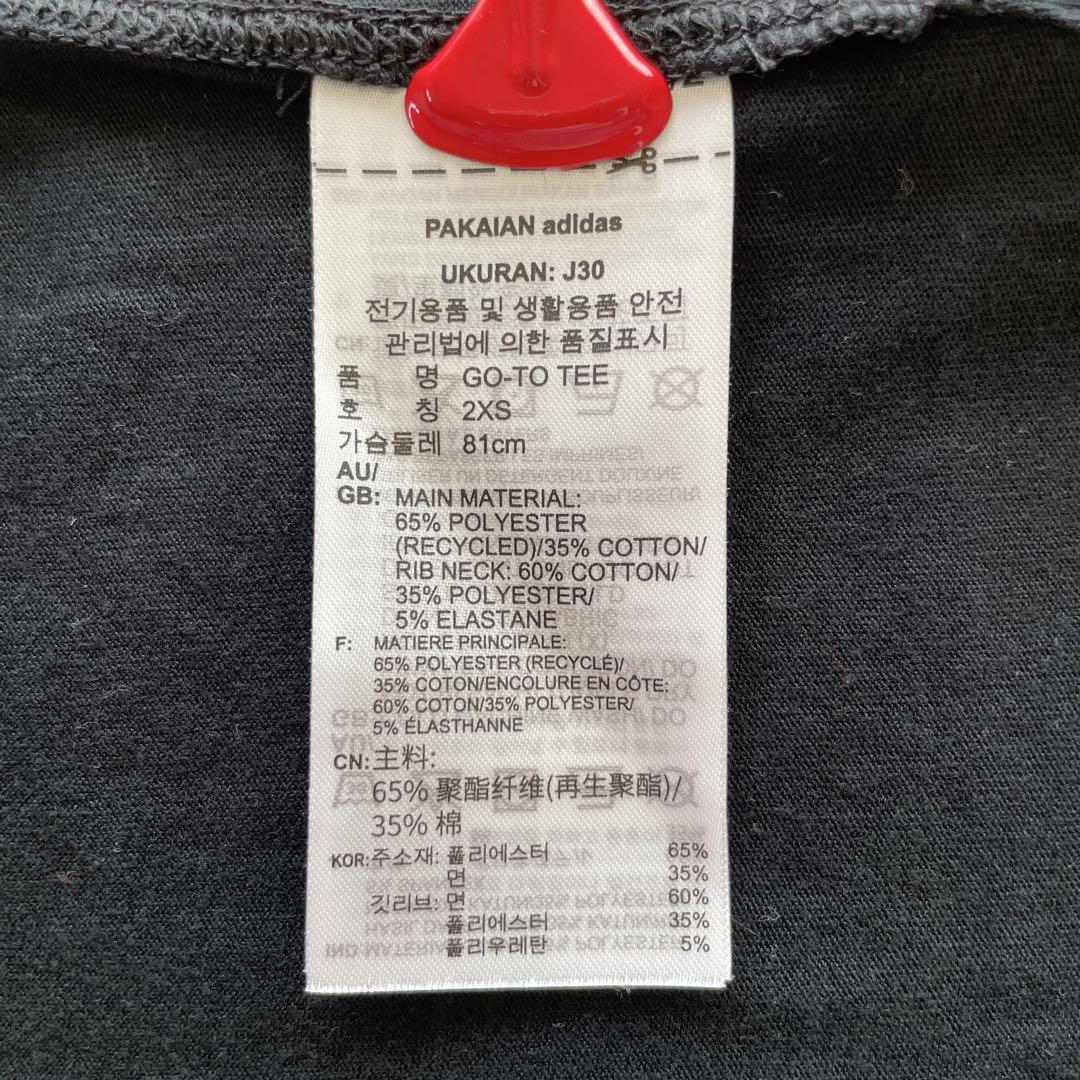 PAKAIAN adidas
UKURAN: J30
전기용품 및 생활용품 안전
관리법에 의한 품질표시
품 명 GO-TO TEE
호 칭 2XS
가슴둘레 81cm
AU/
GB: MAIN MATERIAL:
65% POLYESTER
(RECYCLED)/35% COTTON/
RIB NECK: 60% COTTON/
35% POLYESTER/
5% ELASTANE
F: MATIERE PRINCIPALE:
65% POLYESTER (RECYCLÉ)/
35% COTON/ENCOLURE EN CÔTE:
60% COTON/35% POLYESTER/
5% ÉLASTHANNE
CN: 主料:
65% 聚酯纤维(再生聚酯)/
35% 棉
KOR: 주소재: 폴리에스터 65%
면 35%
깃리브: 면 60%
폴리에스터 35%
폴리우레탄 5%